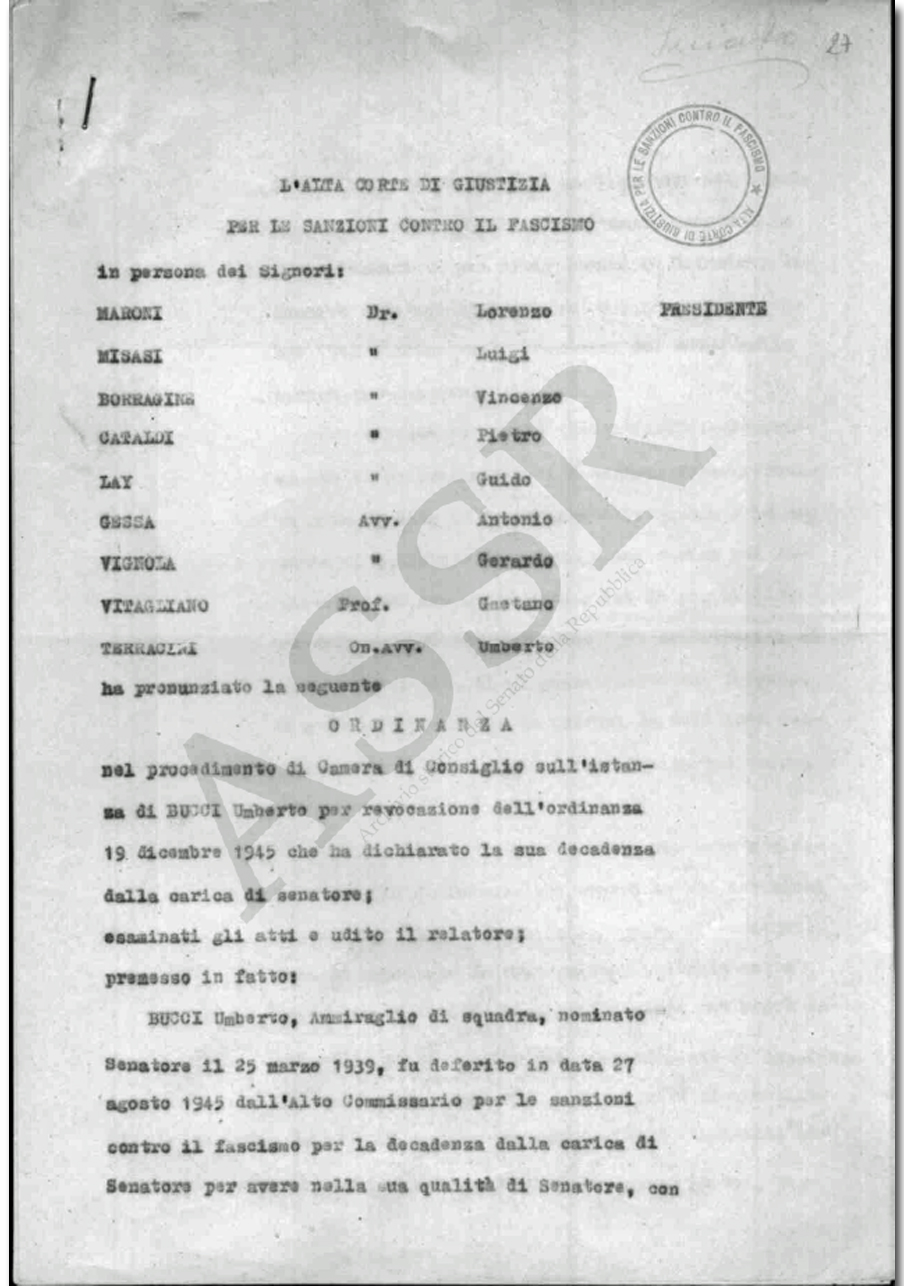 27
ALTA CORTE DI GIUSTIZIA PER LE SANZIONI CONTRO IL FASCISMO
L'ALTA CORTE DI GIUSTIZIA
PER LE SANZIONI CONTRO IL FASCISMO
in persona dei Signori:
MARONI Dr. Lorenzo PRESIDENTE
MISASI " Luigi
BORRAGINE " Vincenzo
CATALDI " Pietro
LAY " Guido
GESSA Avv. Antonio
VIGNOLA " Gerardo
VITAGLIANO Prof. Gaetano
TERRACINI On.Avv. Umberto
ha pronunziato la seguente
ORDINANZA
nel procedimento di Camera di Consiglio sull'istan-
za di BUCCI Umberto per revocazione dell'ordinanza
19 dicembre 1945 che ha dichiarato la sua decadenza
dalla carica di senatore;
esaminati gli atti e udito il relatore;
premesso in fatto:
BUCCI Umberto, Ammiraglio di squadra, nominato
Senatore il 25 marzo 1939, fu deferito in data 27
agosto 1945 dall'Alto Commissario per le sanzioni
contro il fascismo per la decadenza dalla carica di
Senatore per avere nella sua qualità di Senatore, con
ASSR
Archivio storico del Senato della Repubblica